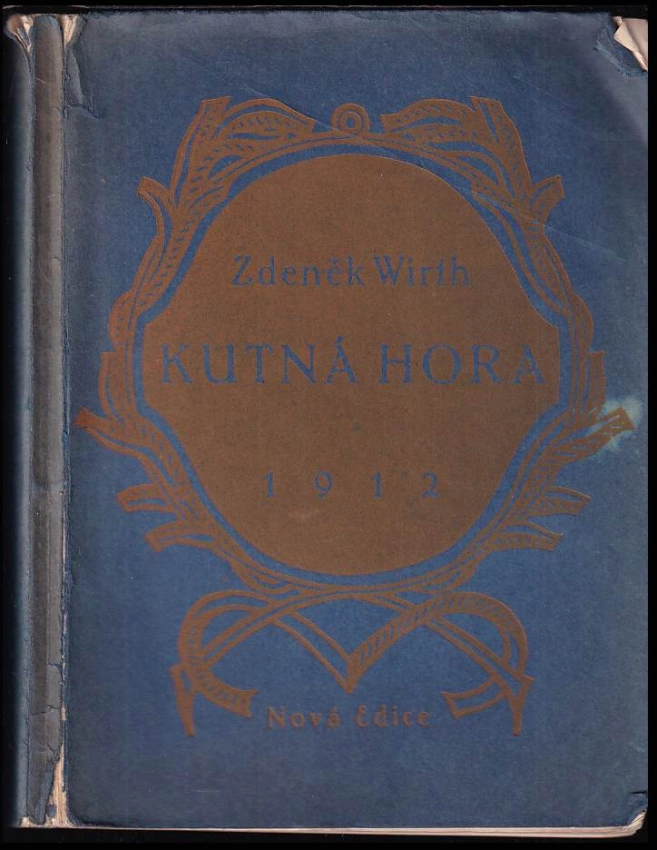 Zdeněk Wirth
KUTNÁ HORA
1912
Nová Edice